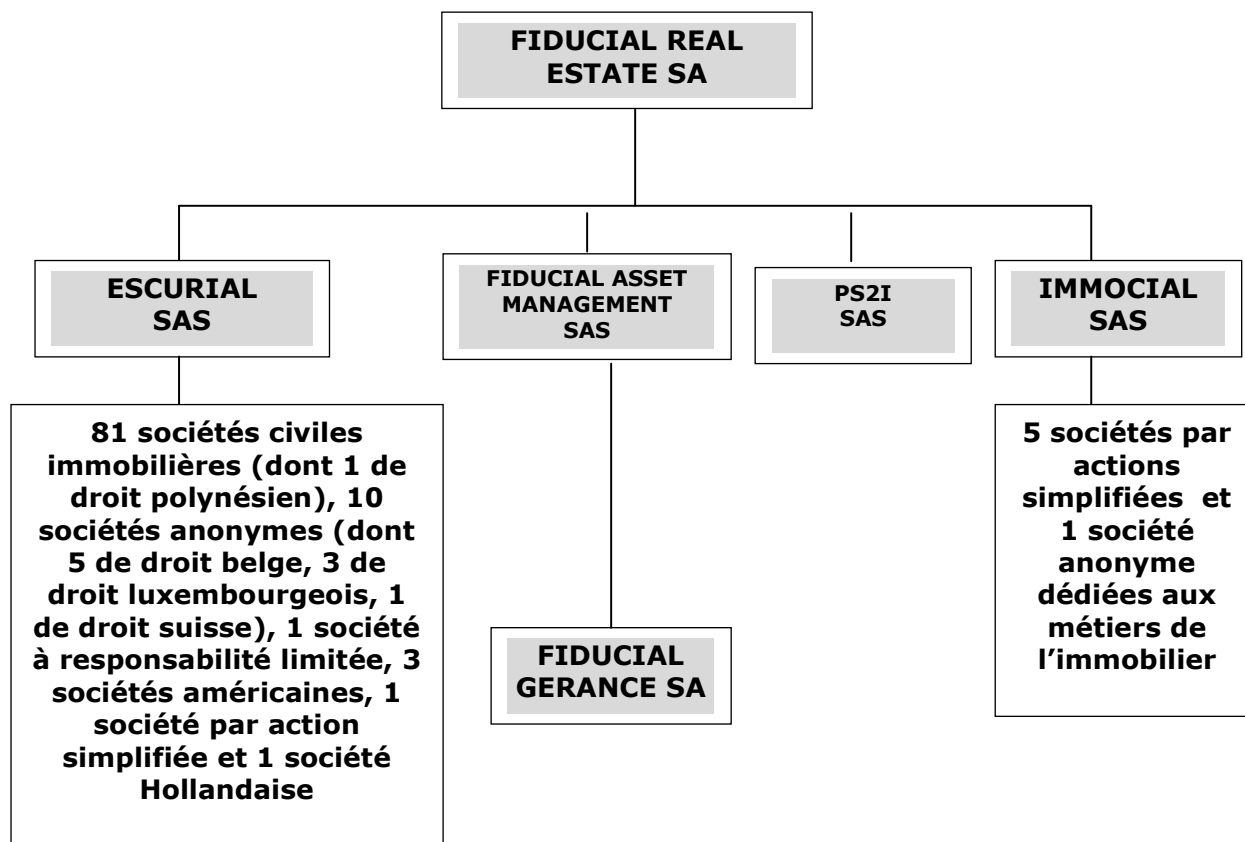 FIDUCIAL REAL
ESTATE SA
ESCURIAL
SAS
FIDUCIAL ASSET
MANAGEMENT
SAS
PS2I
SAS
IMMOCIAL
SAS
81 sociétés civiles
immobilières (dont 1 de
droit polynésien), 10
sociétés anonymes (dont
5 de droit belge, 3 de
droit luxembourgeois, 1
de droit suisse), 1 société
à responsabilité limitée, 3
sociétés américaines, 1
société par action
simplifiée et 1 société
Hollandaise
FIDUCIAL
GERANCE SA
5 sociétés par
actions
simplifiées et
1 société
anonyme
dédiées aux
métiers de
l’immobilier